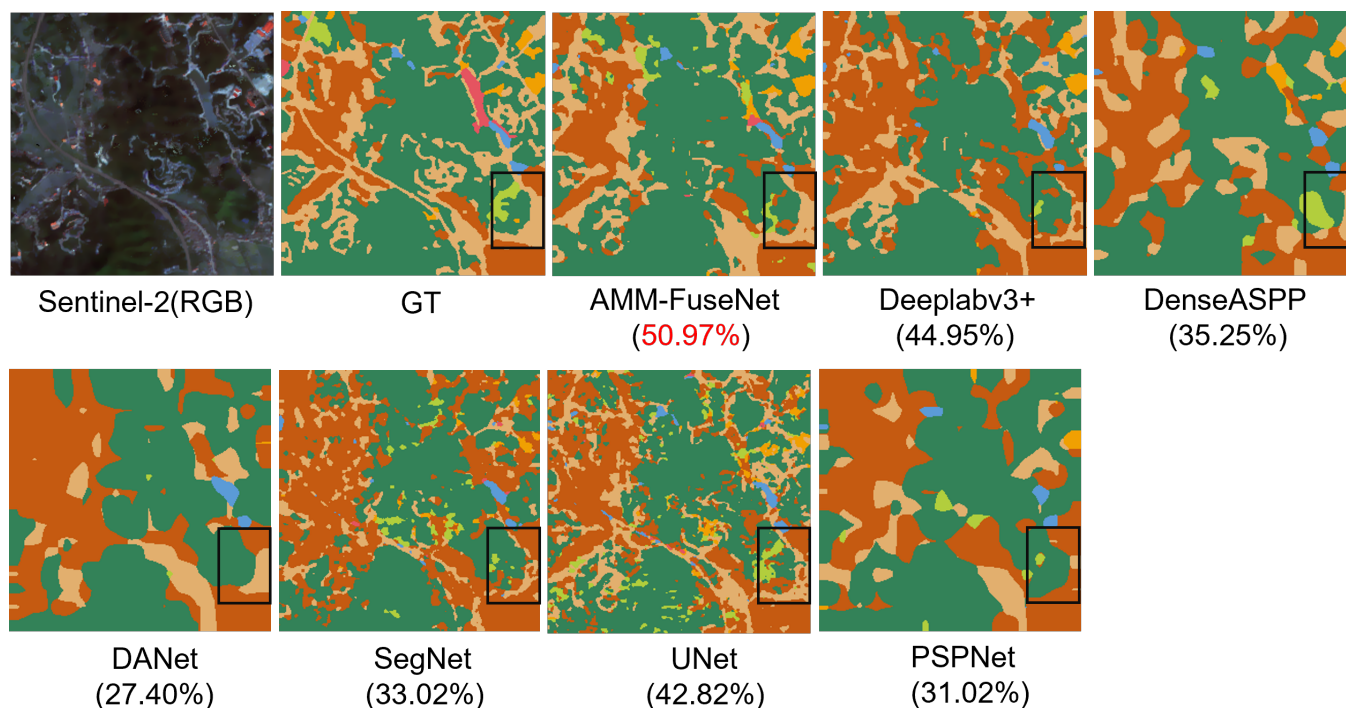 Sentinel-2(RGB)
GT
AMM-FuseNet
(50.97%)
Deeplabv3+
(44.95%)
DenseASPP
(35.25%)
DANet
(27.40%)
SegNet
(33.02%)
UNet
(42.82%)
PSPNet
(31.02%)